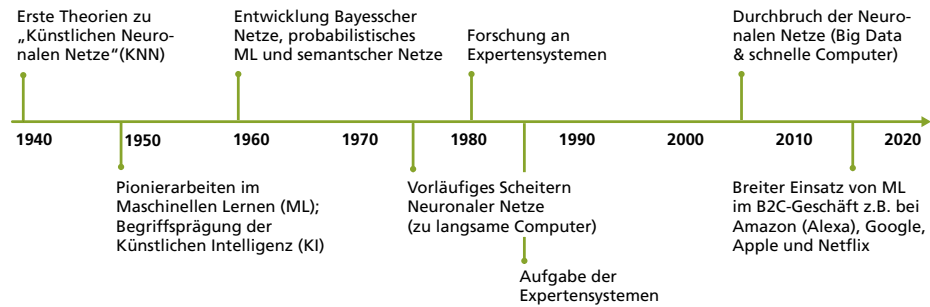 Erste Theorien zu
„Künstlichen Neuro-
nalen Netze“(KNN)
Entwicklung Bayesscher
Netze, probabilistisches
ML und semantscher Netze
Forschung an
Expertensystemen
Durchbruch der Neuro-
nalen Netze (Big Data
& schnelle Computer)
1940 1950 1960 1970 1980 1990 2000 2010 2020
Pionierarbeiten im
Maschinellen Lernen (ML);
Begriffsprägung der
Künstlichen Intelligenz (KI)
Vorläufiges Scheitern
Neuronaler Netze
(zu langsame Computer)
Aufgabe der
Expertensystemen
Breiter Einsatz von ML
im B2C-Geschäft z.B. bei
Amazon (Alexa), Google,
Apple und Netflix